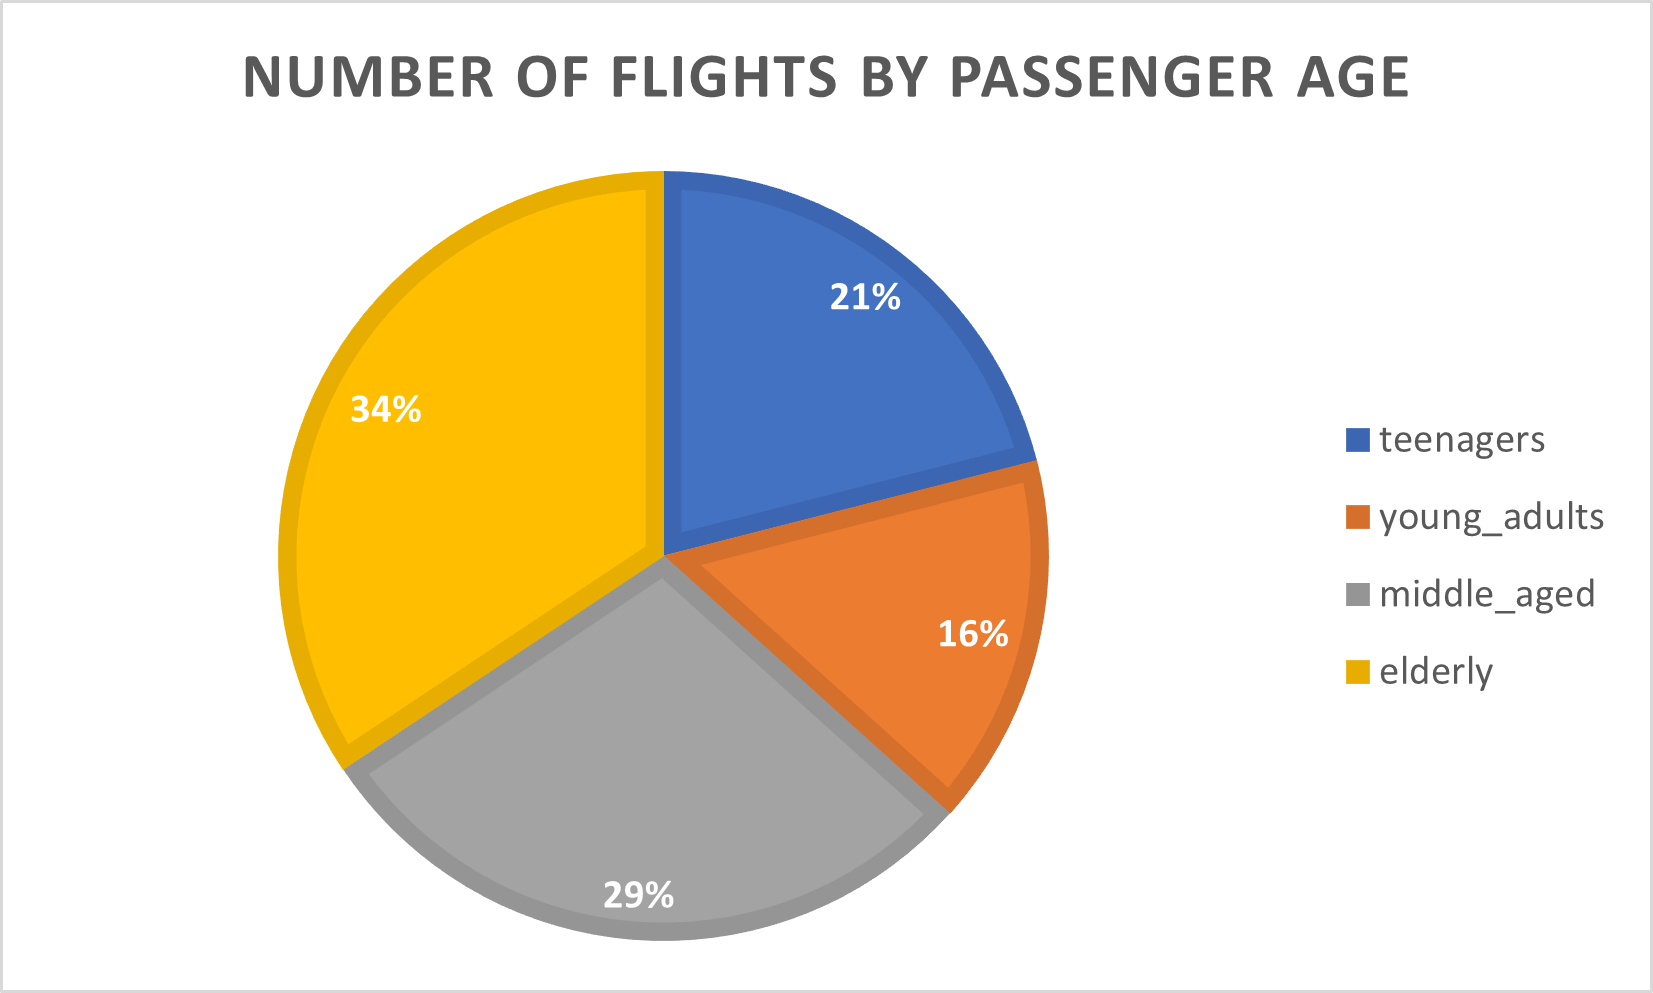 NUMBER OF FLIGHTS BY PASSENGER AGE
21%
34%
16%
29%
teenagers
young_adults
middle_aged
elderly